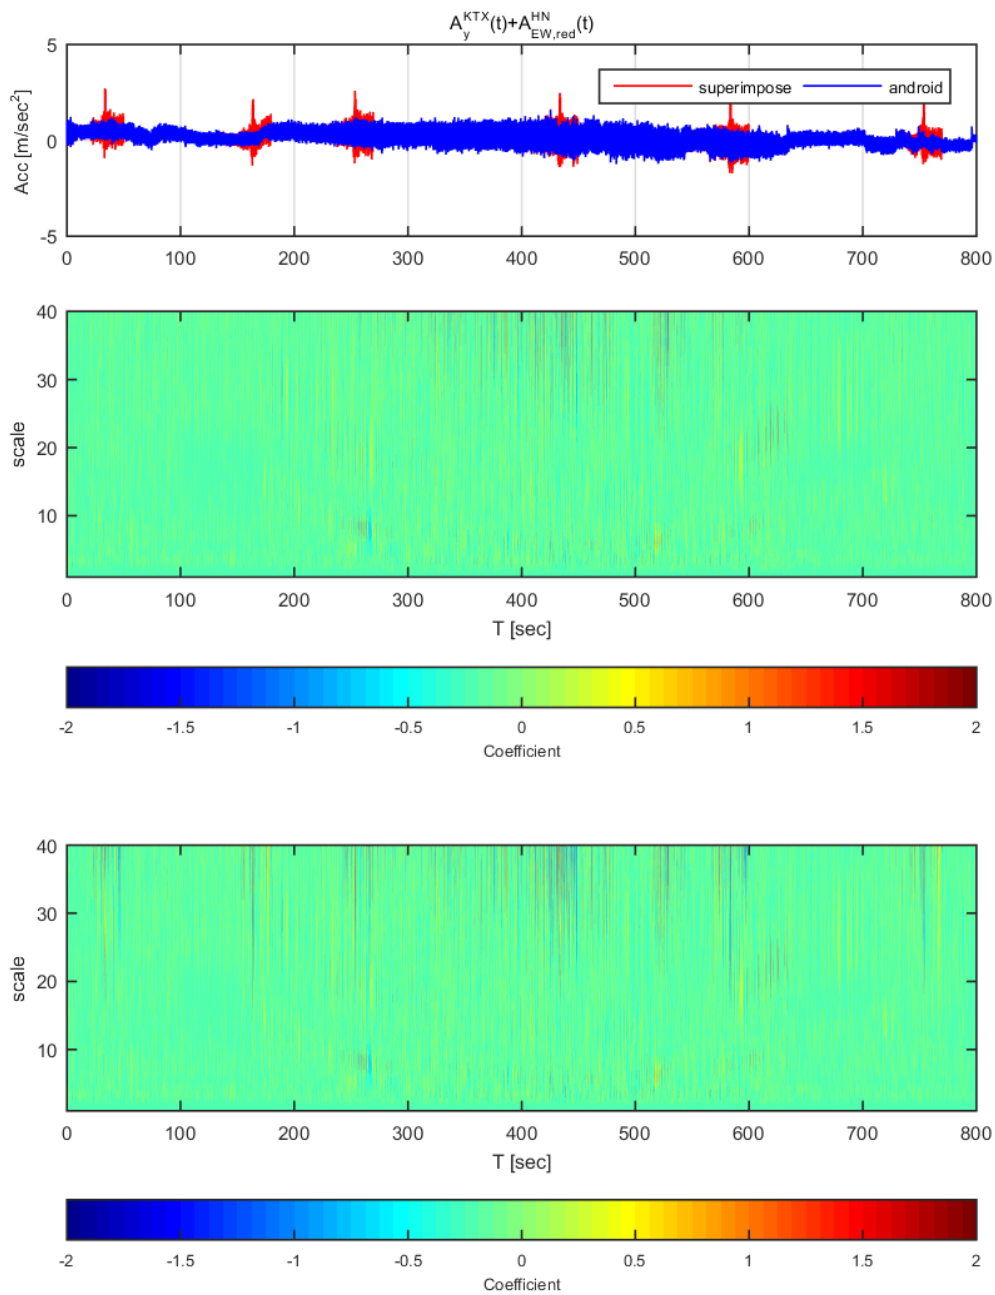 A_y^KTX(t)+A_EW,red^HN(t)
5
0
-5
Acc [m/sec²]
superimpose android
0 100 200 300 400 500 600 700 800
40
30
20
10
scale
0 100 200 300 400 500 600 700 800
T [sec]
-2 -1.5 -1 -0.5 0 0.5 1 1.5 2
Coefficient
40
30
20
10
scale
0 100 200 300 400 500 600 700 800
T [sec]
-2 -1.5 -1 -0.5 0 0.5 1 1.5 2
Coefficient